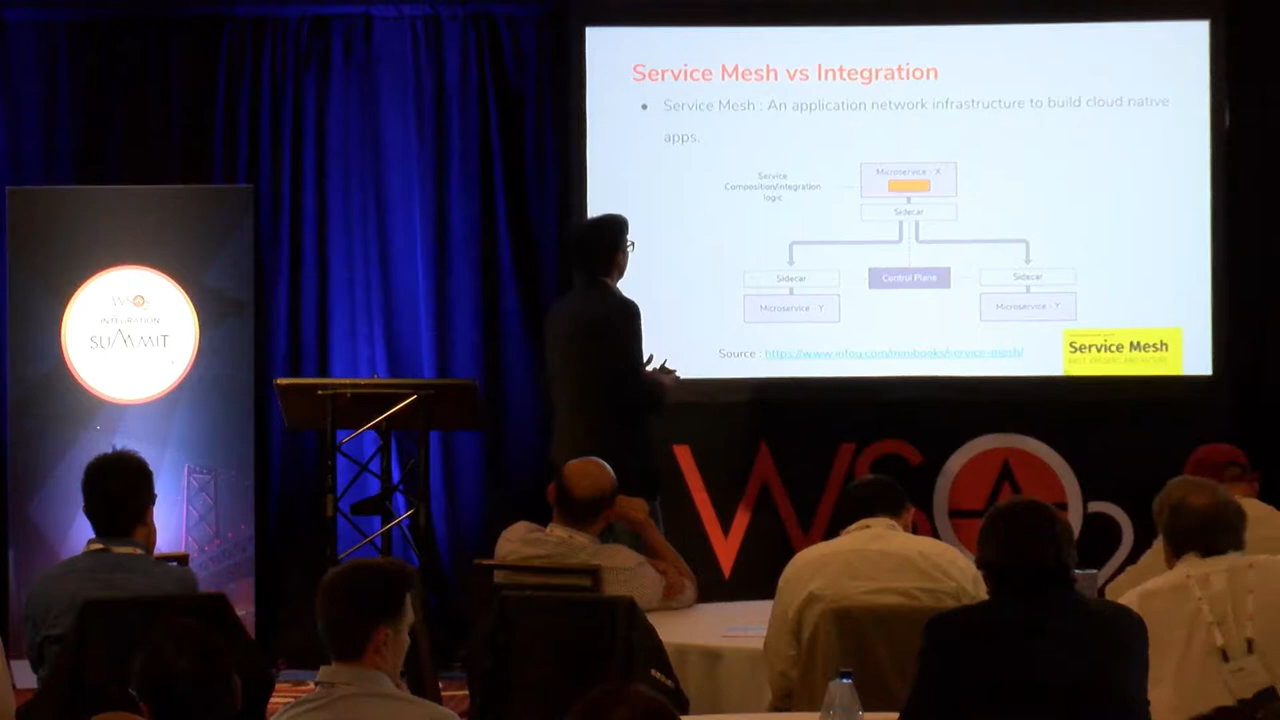 Service Mesh vs Integration
● Service Mesh : An application network infrastructure to build cloud native
apps.
Service
Composition/integration
logic
Microservice - X
Sidecar
Sidecar
Control Plane
Sidecar
Microservice - Y
Microservice - Y
Source : https://www.infoq.com/minibooks/service-mesh/
Service Mesh
WSO2
INTEGRATION
SUMMIT
WSO2